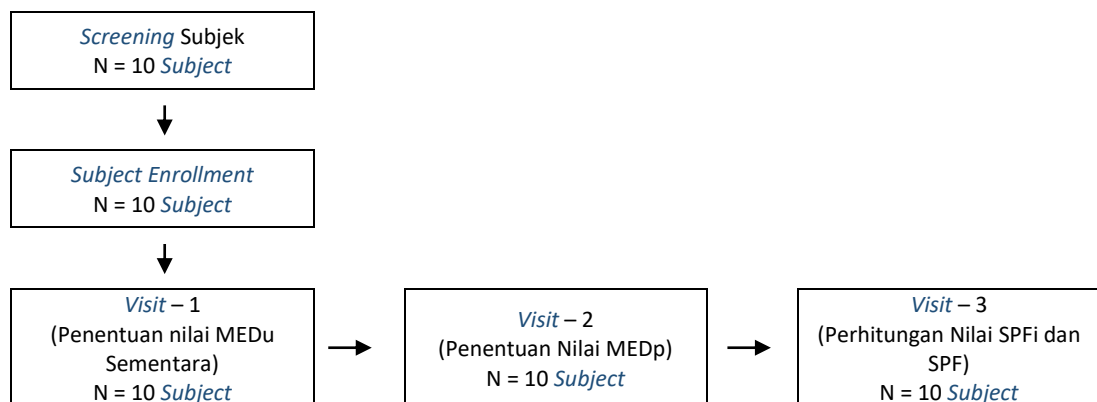 Screening Subjek
N = 10 Subject
Subject Enrollment
N = 10 Subject
Visit – 1
(Penentuan nilai MEDu
Sementara)
N = 10 Subject
Visit – 2
(Penentuan Nilai MEDp)
N = 10 Subject
Visit – 3
(Perhitungan Nilai SPFi dan
SPF)
N = 10 Subject